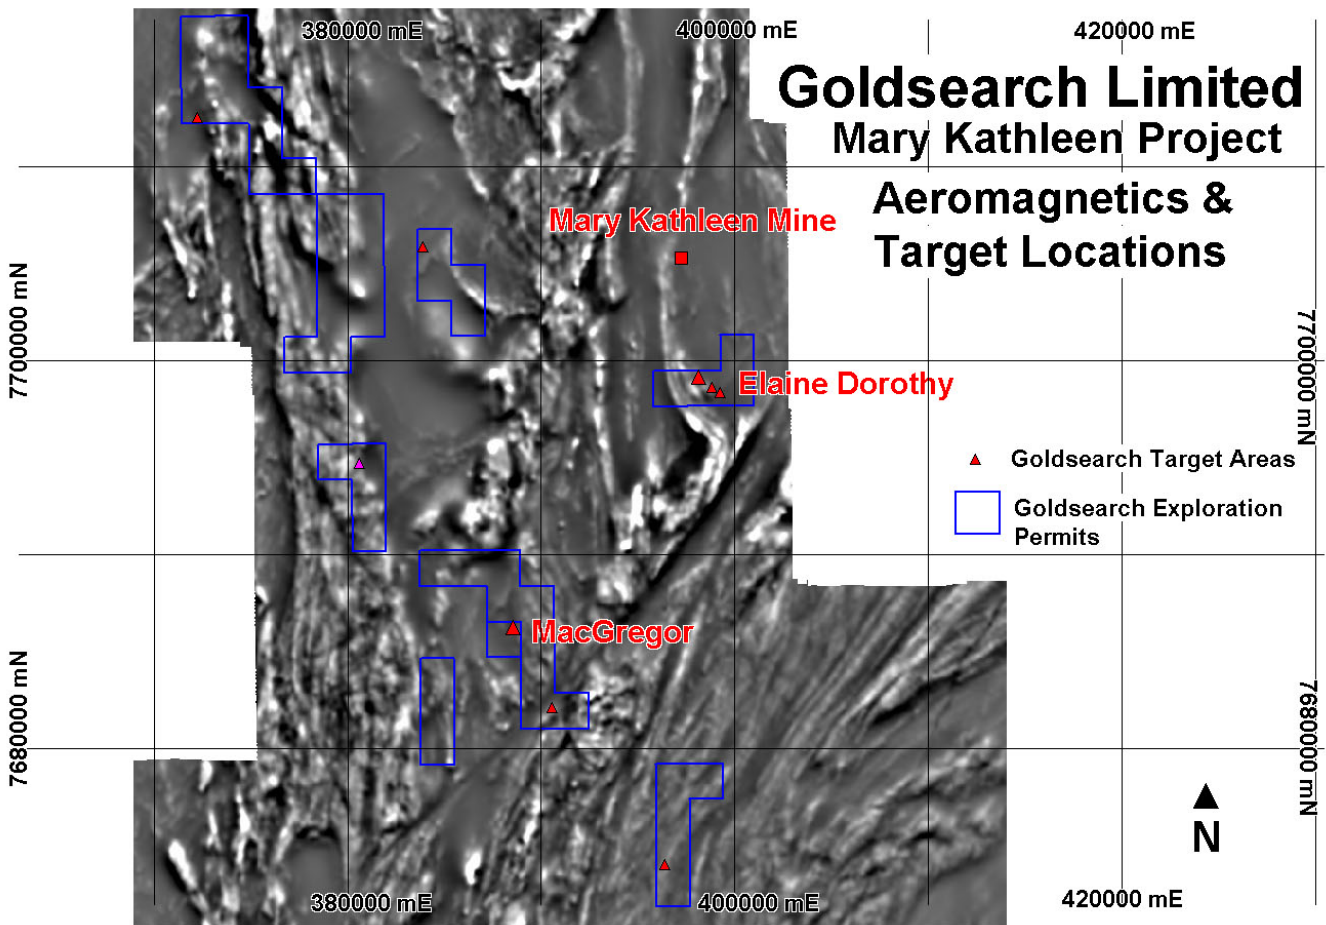 380000 mE
400000 mE
420000 mE
Goldsearch Limited
Mary Kathleen Project
Aeromagnetics &
Target Locations
Mary Kathleen Mine
7700000 mN
7700000 mN
Elaine Dorothy
Goldsearch Target Areas
Goldsearch Exploration
Permits
MacGregor
7680000 mN
7680000 mN
N
380000 mE
400000 mE
420000 mE